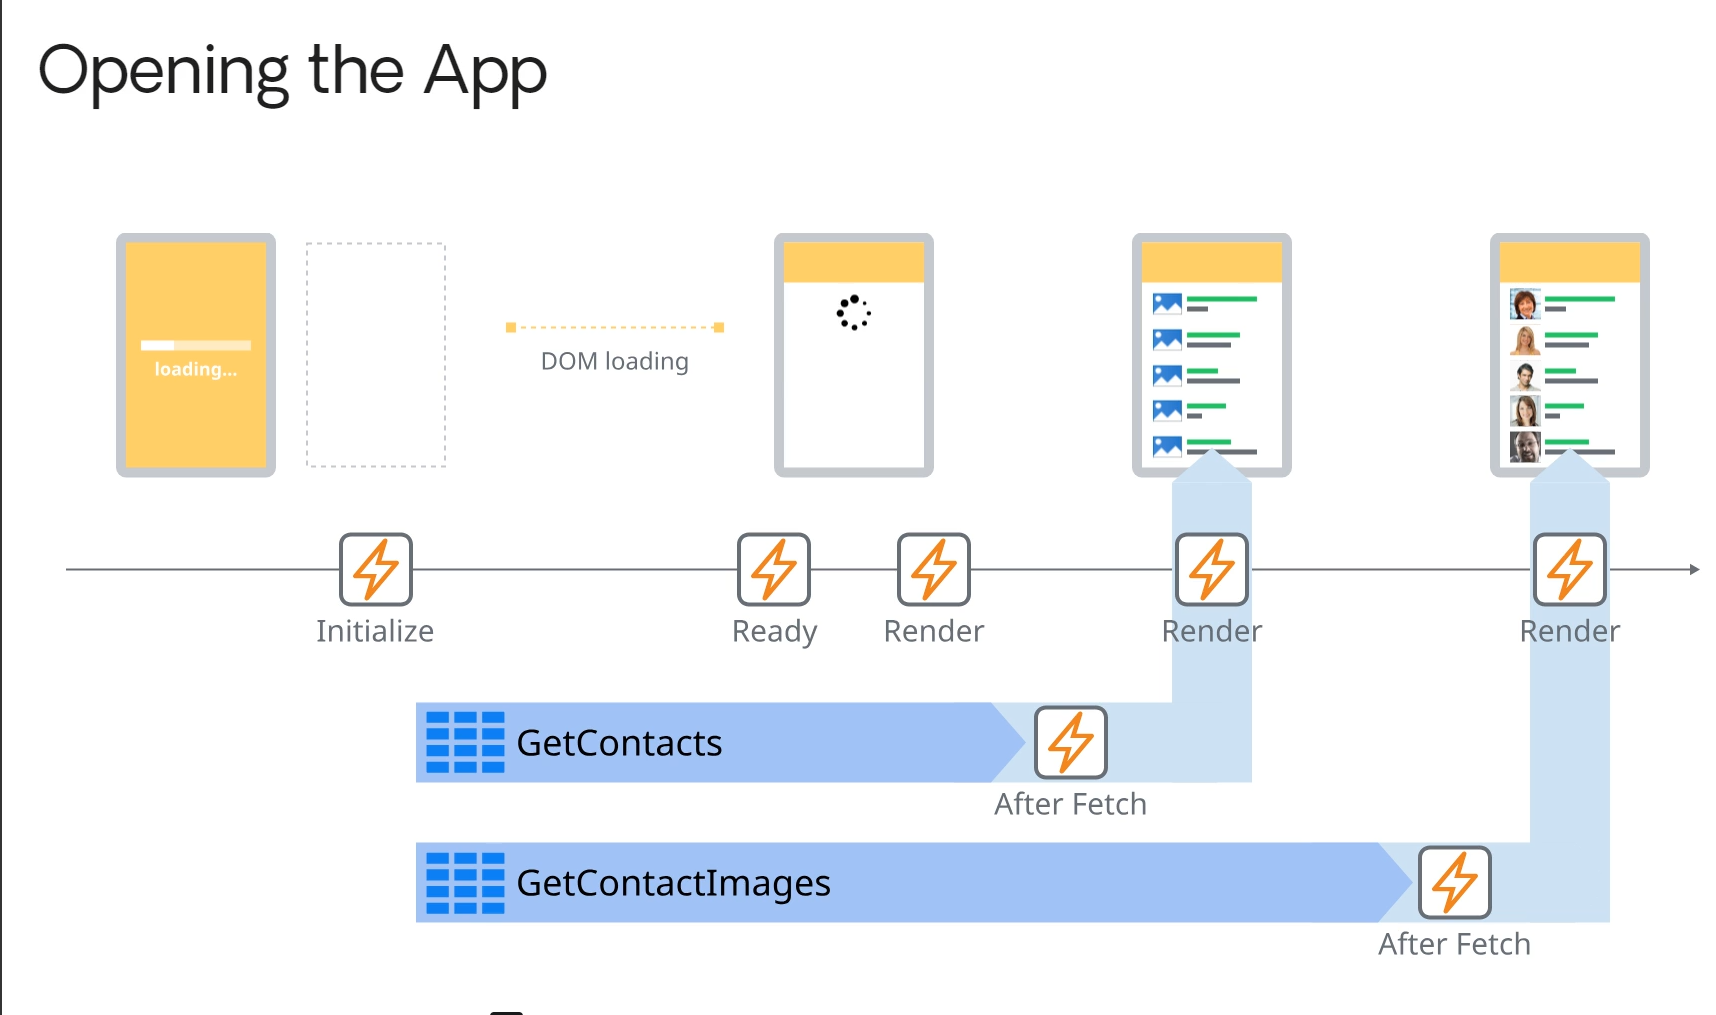 Opening the App
loading...
DOM loading
Initialize
Ready
Render
Render
Render
GetContacts
After Fetch
GetContactImages
After Fetch